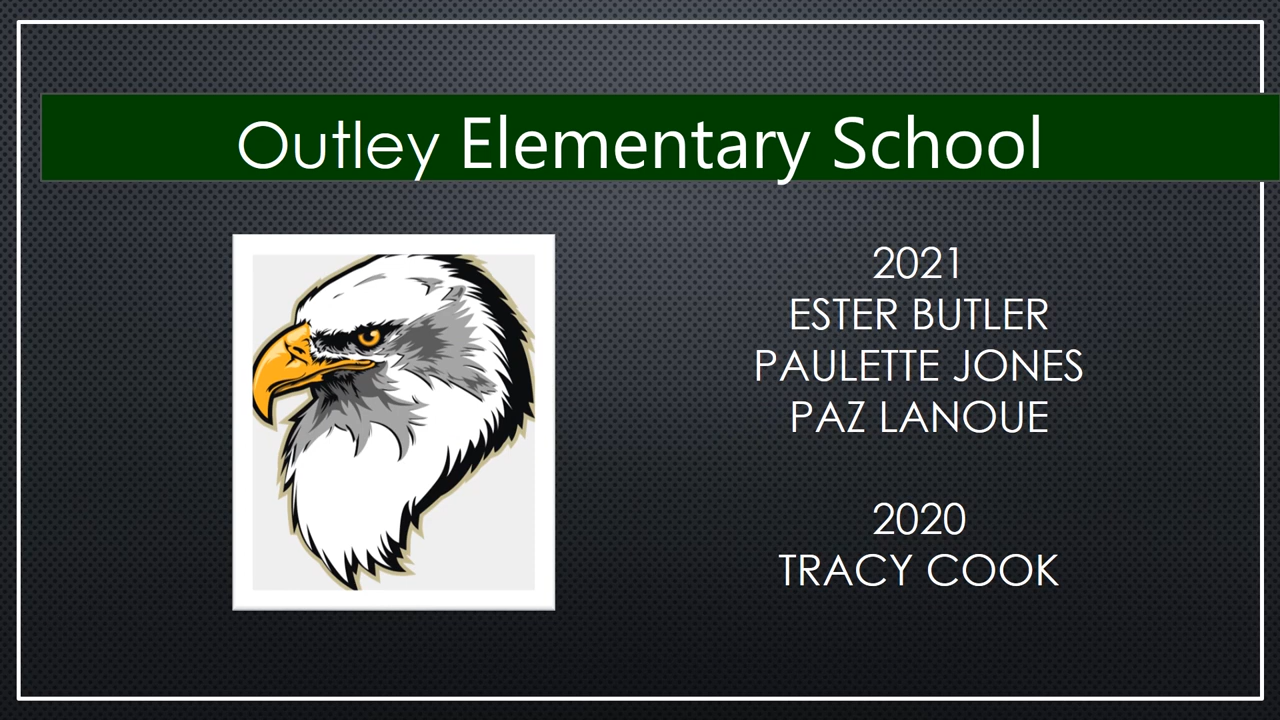 Outley Elementary School
2021
ESTER BUTLER
PAULETTE JONES
PAZ LANOUE
2020
TRACY COOK